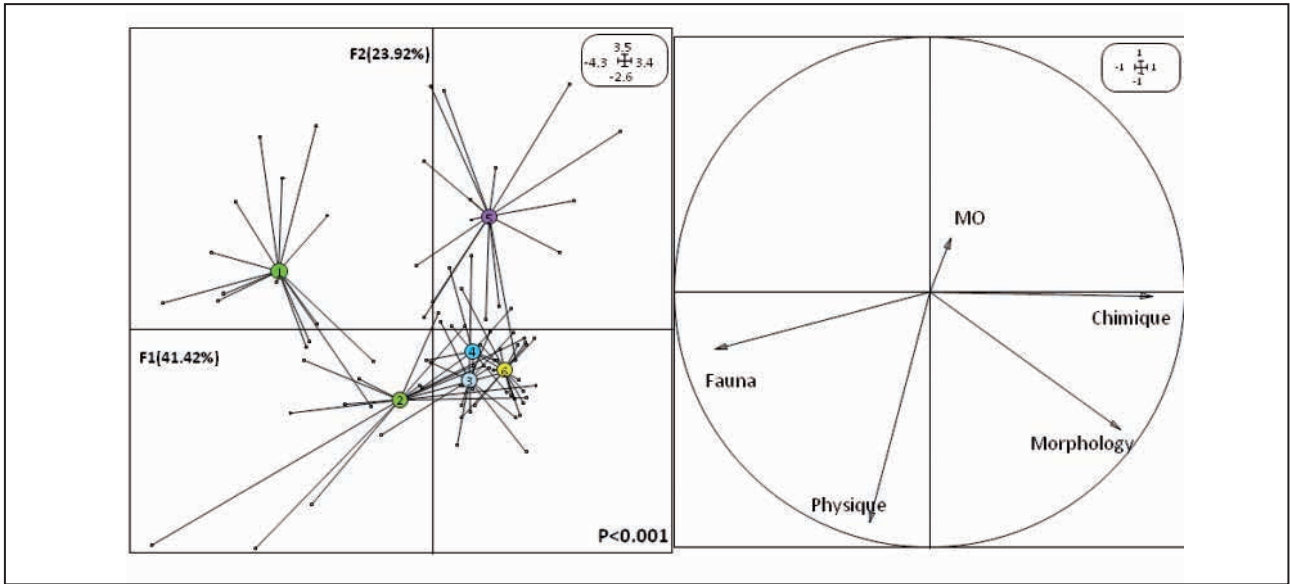 F2(23.92%)
3.5
-4.3 3.4
-2.6
1
5
4
6
3
2
F1(41.42%)
P<0.001
1
-1 1
-1
MO
Chimique
Fauna
Morphology
Physique